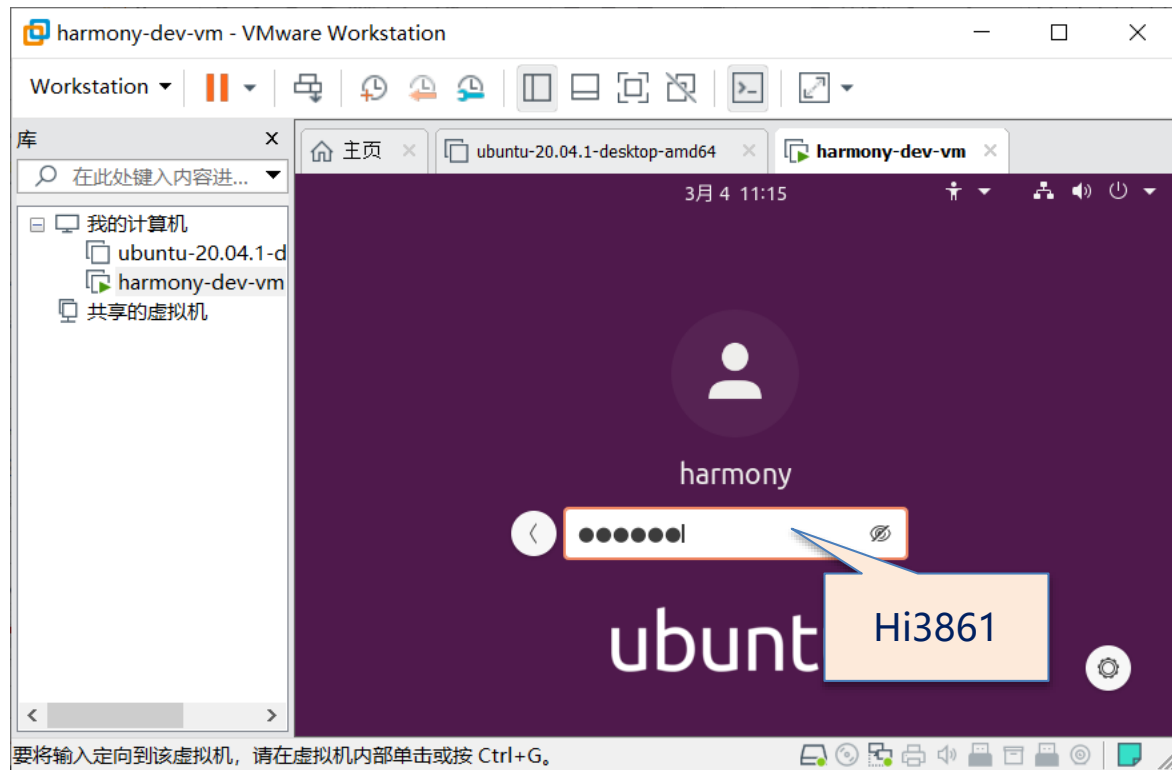 harmony-dev-vm - VMware Workstation
Workstation
库
主页
ubuntu-20.04.1-desktop-amd64
harmony-dev-vm
在此处键入内容进...
3月 4 11:15
我的计算机
ubuntu-20.04.1-d
harmony-dev-vm
共享的虚拟机
harmony
Hi3861
ubunt
要将输入定向到该虚拟机，请在虚拟机内部单击或按 Ctrl+G。